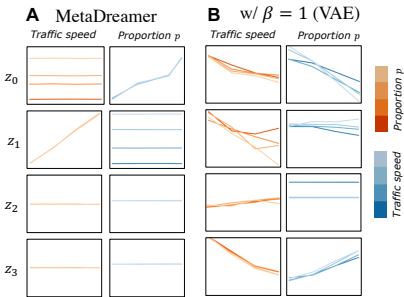 A MetaDreamer
B w/ β = 1 (VAE)
Traffic speed Proportion p Traffic speed Proportion p
z0
z1
z2
z3
Proportion p
Traffic speed